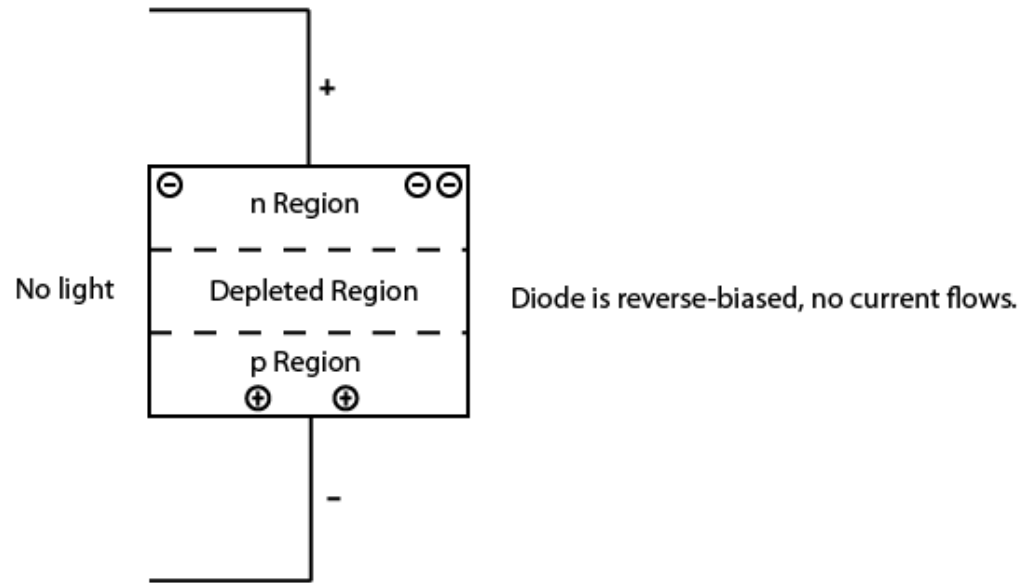 +
n Region
No light
Depleted Region
Diode is reverse-biased, no current flows.
p Region
−